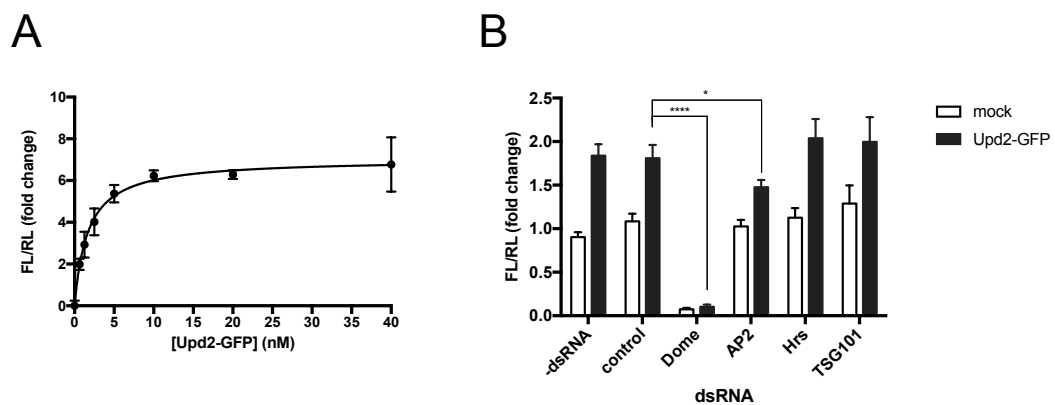 A
FL/RL (fold change)
10
8
6
4
2
0
0 5 10 15 20 25 30 35 40
[Upd2-GFP] (nM)
B
FL/RL (fold change)
2.5
2.0
1.5
1.0
0.5
0.0
*
****
-dsRNA
control
Dome
AP2
Hrs
TSG101
dsRNA
mock
Upd2-GFP